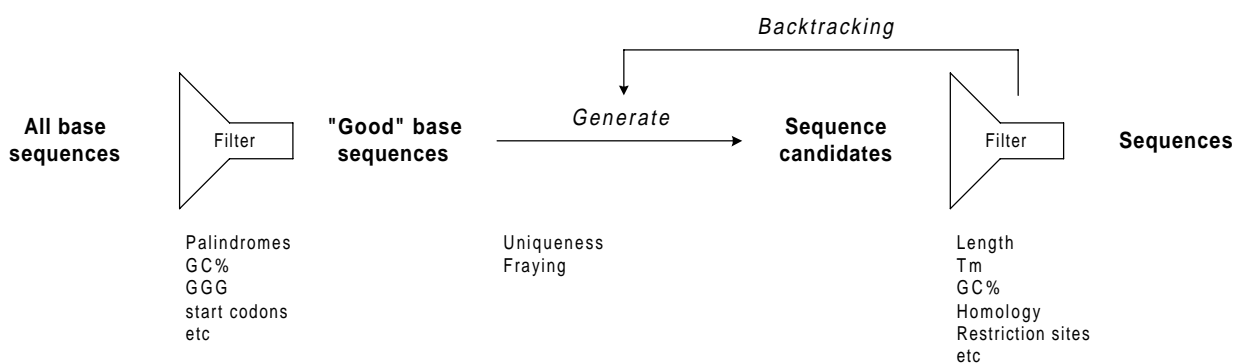 Backtracking
All base
sequences
Filter
"Good" base
sequences
Generate
Sequence
candidates
Filter
Sequences
Palindromes
GC%
GGG
start codons
etc
Uniqueness
Fraying
Length
Tm
GC%
Homology
Restriction sites
etc